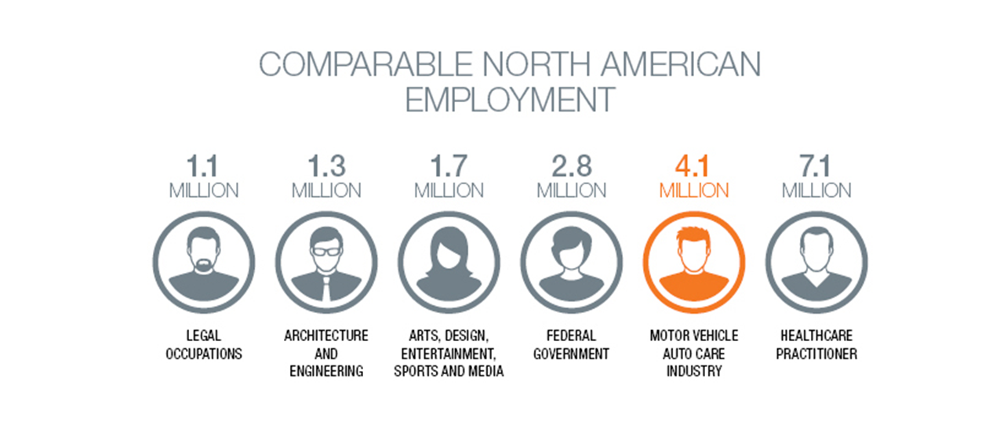 COMPARABLE NORTH AMERICAN
EMPLOYMENT
1.1
MILLION
LEGAL
OCCUPATIONS
1.3
MILLION
ARCHITECTURE
AND
ENGINEERING
1.7
MILLION
ARTS, DESIGN,
ENTERTAINMENT,
SPORTS AND MEDIA
2.8
MILLION
FEDERAL
GOVERNMENT
4.1
MILLION
MOTOR VEHICLE
AUTO CARE
INDUSTRY
7.1
MILLION
HEALTHCARE
PRACTITIONER